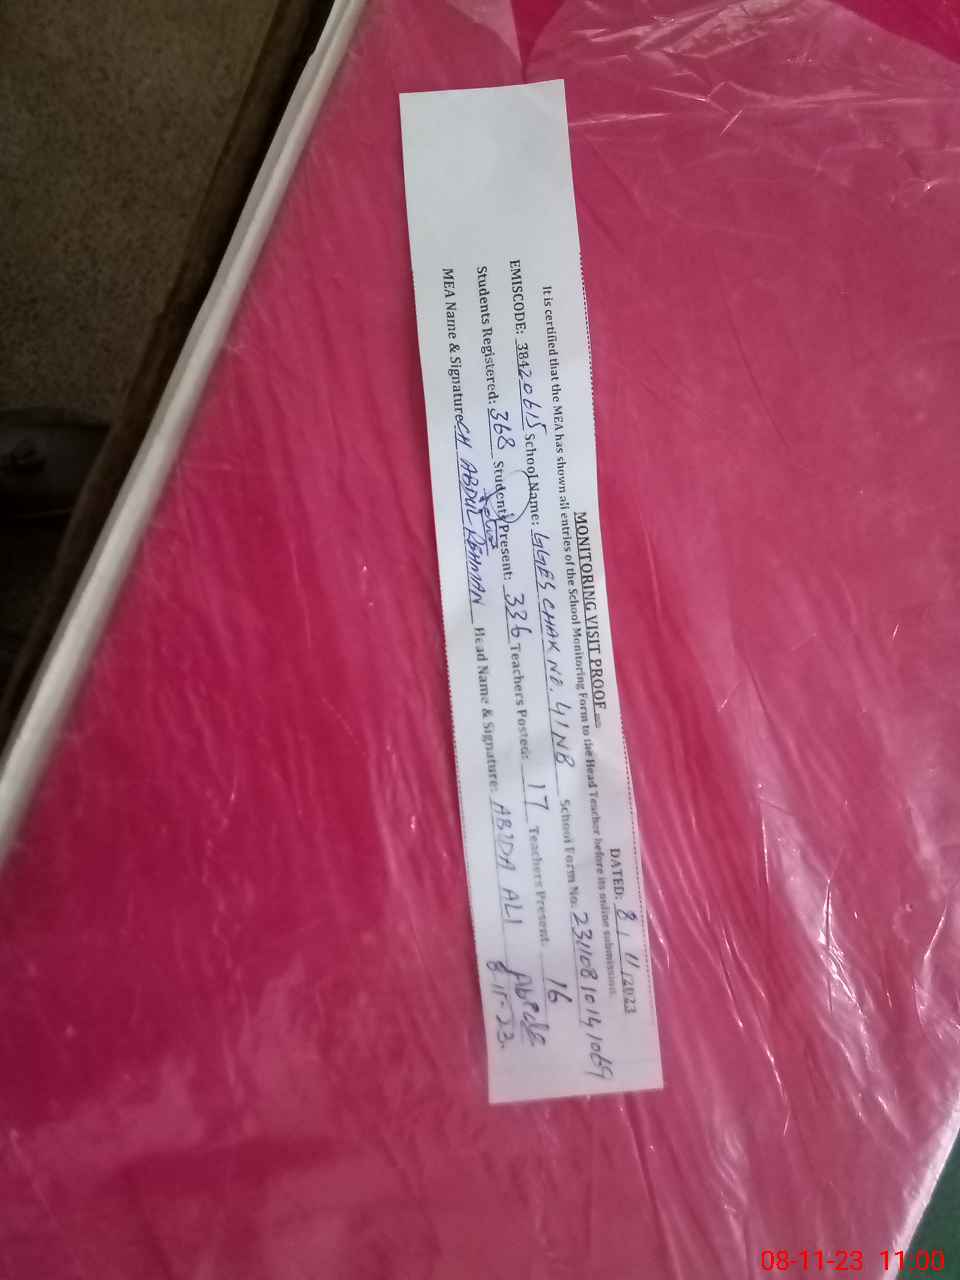 MONITORING VISIT PROOF
DATED: 8 / 11 /2023
It is certified that the MEA has shown all entries of the School Monitoring Form to the Head Teacher before its online submission.
EMISCODE: 38420615 School Name: GGES CHAK NO. 41NB School Form No: 23110810141069
Students Registered: 368 Students Present: 336 Teachers Posted: 17 Teachers Present: 16
MEA Name & Signature CH ABDUL REHMAN Head Name & Signature: ABIDA ALI Abida
8-11-23.
08-11-23 11:00